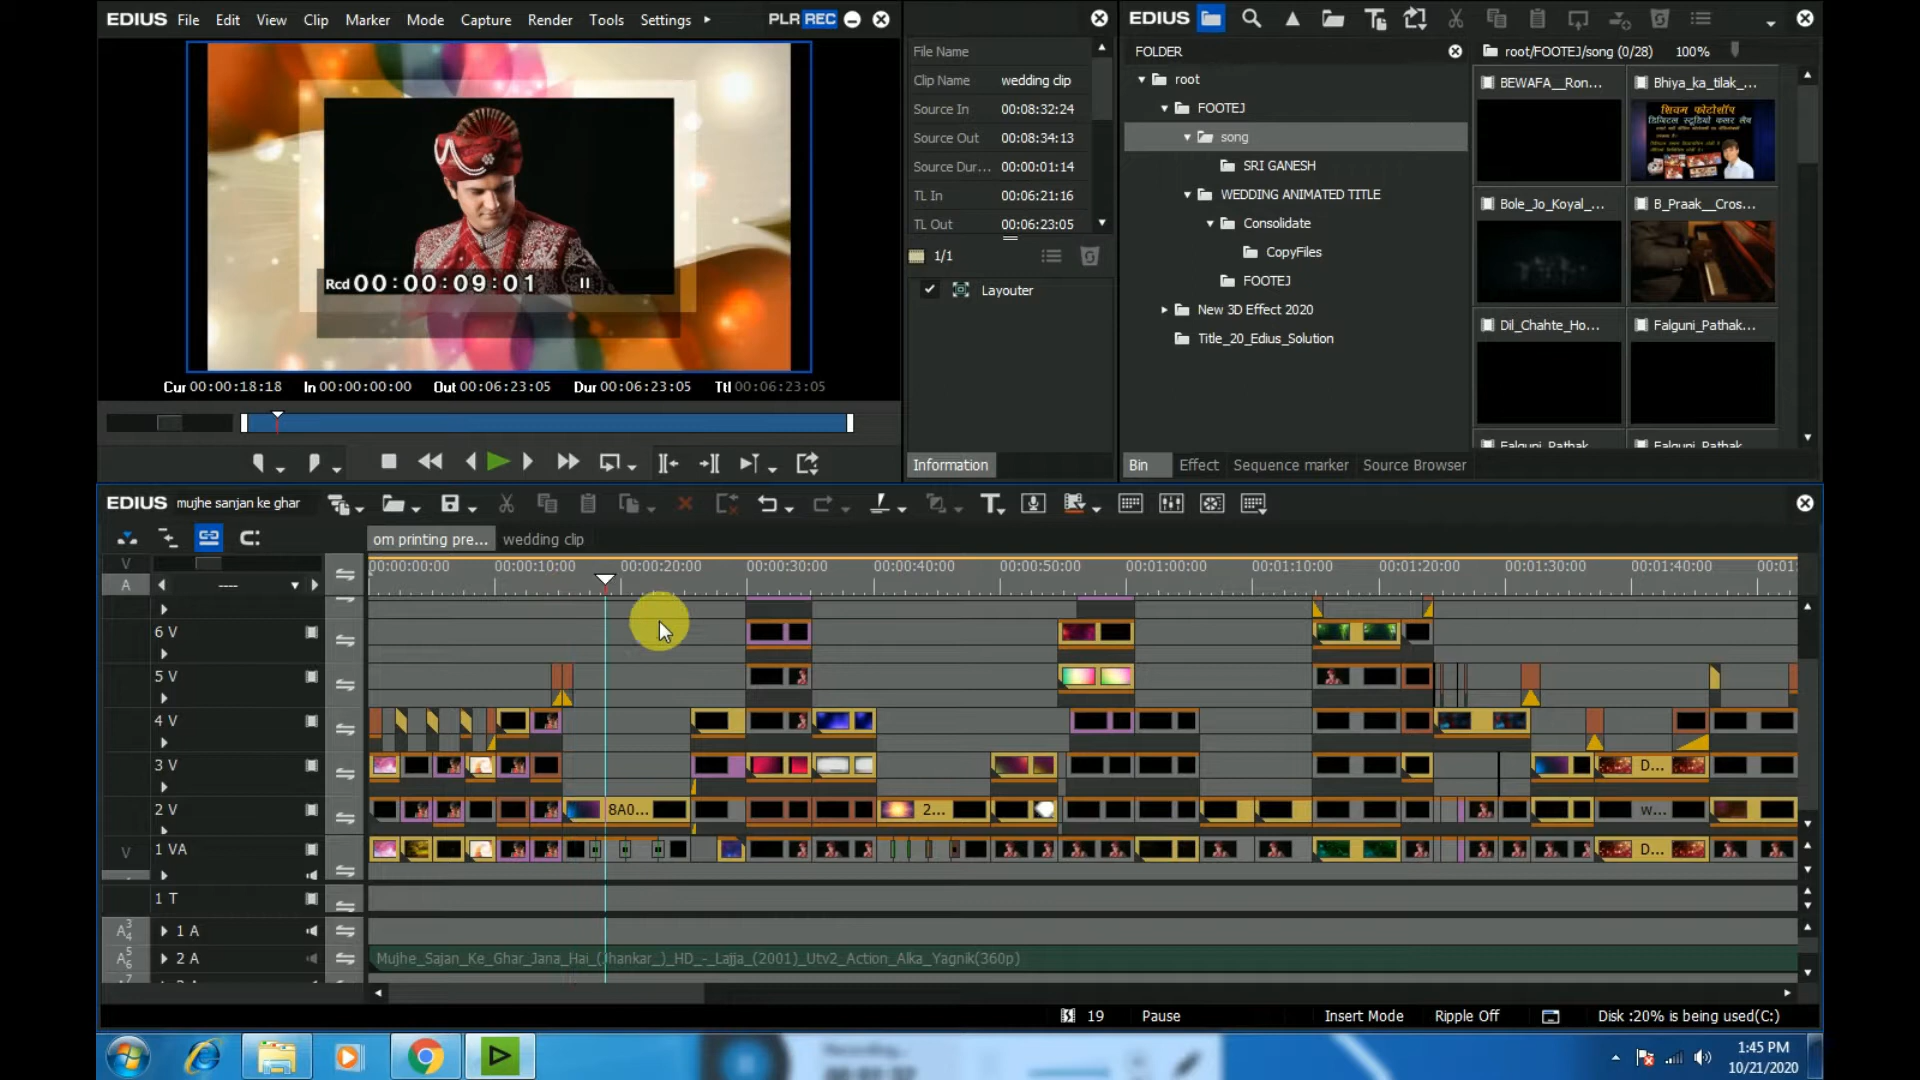 EDIUS File Edit View Clip Marker Mode Capture Render Tools Settings PLR REC
Rcd 00:00:09:01
Cur 00:00:18:18 In 00:00:00:00 Out 00:06:23:05 Dur 00:06:23:05 Ttl 00:06:23:05
File Name
Clip Name wedding clip
Source In 00:08:32:24
Source Out 00:08:34:13
Source Dur... 00:00:01:14
TL In 00:06:21:16
TL Out 00:06:23:05
1/1
Layouter
Information
EDIUS
FOLDER
root
FOOTEJ
song
SRI GANESH
WEDDING ANIMATED TITLE
Consolidate
CopyFiles
FOOTEJ
New 3D Effect 2020
Title_20_Edius_Solution
root/FOOTEJ/song (0/28) 100%
BEWAFA__Ron... Bhiya_ka_tilak_...
शिवम फोटोशॉप
डिजिटल स्टूडियो कलर लैब
Bole_Jo_Koyal_... B_Praak__Cros...
Dil_Chahte_Ho... Falguni_Pathak...
Falguni_Pathak Falguni_Pathak
Bin Effect Sequence marker Source Browser
EDIUS mujhe sanjan ke ghar
om printing pre... wedding clip
V
A ----
00:00:00:00 00:00:10:00 00:00:20:00 00:00:30:00 00:00:40:00 00:00:50:00 00:01:00:00 00:01:10:00 00:01:20:00 00:01:30:00 00:01:40:00 00:01:
6 V
5 V
4 V
3 V D...
2 V 8A0... 2... w...
V 1 VA D...
1 T
A3 A4 1 A
A5 A6 2 A Mujhe_Sajan_Ke_Ghar_Jana_Hai_(Jhankar_)_HD_-_Lajja_(2001)_Utv2_Action_Alka_Yagnik(360p)
19 Pause Insert Mode Ripple Off Disk :20% is being used(C:)
1:45 PM
10/21/2020